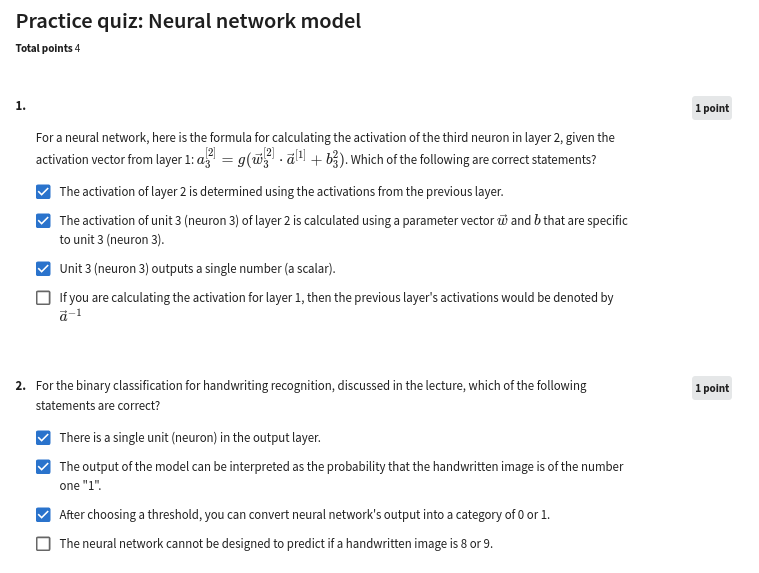 Practice quiz: Neural network model
Total points 4
1.
1 point
For a neural network, here is the formula for calculating the activation of the third neuron in layer 2, given the
activation vector from layer 1: $a_3^{[2]} = g(\vec{w}_3^{[2]} \cdot \vec{a}^{[1]} + b_3^2)$. Which of the following are correct statements?
The activation of layer 2 is determined using the activations from the previous layer.
The activation of unit 3 (neuron 3) of layer 2 is calculated using a parameter vector $\vec{w}$ and $b$ that are specific
to unit 3 (neuron 3).
Unit 3 (neuron 3) outputs a single number (a scalar).
If you are calculating the activation for layer 1, then the previous layer's activations would be denoted by
$\vec{a}^{-1}$
2. For the binary classification for handwriting recognition, discussed in the lecture, which of the following
1 point
statements are correct?
There is a single unit (neuron) in the output layer.
The output of the model can be interpreted as the probability that the handwritten image is of the number
one "1".
After choosing a threshold, you can convert neural network's output into a category of 0 or 1.
The neural network cannot be designed to predict if a handwritten image is 8 or 9.